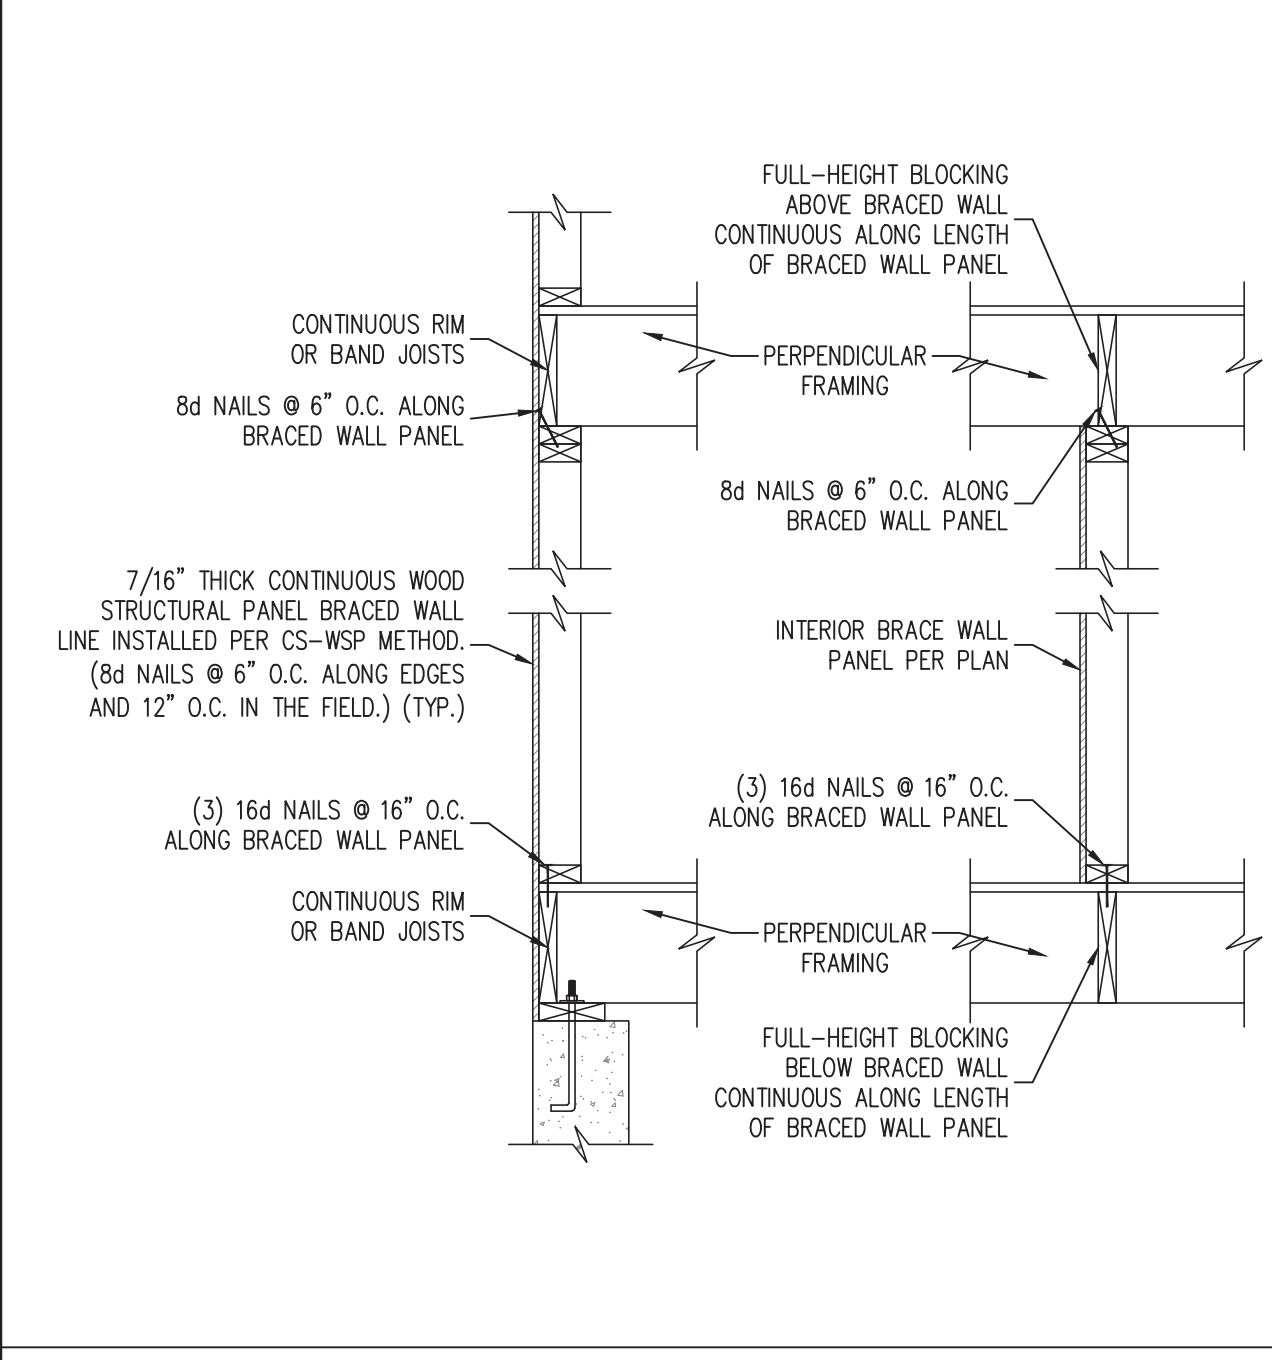 FULL-HEIGHT BLOCKING
ABOVE BRACED WALL
CONTINUOUS ALONG LENGTH
OF BRACED WALL PANEL
CONTINUOUS RIM
OR BAND JOISTS
PERPENDICULAR
FRAMING
8d NAILS @ 6" O.C. ALONG
BRACED WALL PANEL
8d NAILS @ 6" O.C. ALONG
BRACED WALL PANEL
7/16" THICK CONTINUOUS WOOD
STRUCTURAL PANEL BRACED WALL
LINE INSTALLED PER CS-WSP METHOD.
(8d NAILS @ 6" O.C. ALONG EDGES
AND 12" O.C. IN THE FIELD.) (TYP.)
INTERIOR BRACE WALL
PANEL PER PLAN
(3) 16d NAILS @ 16" O.C.
ALONG BRACED WALL PANEL
(3) 16d NAILS @ 16" O.C.
ALONG BRACED WALL PANEL
CONTINUOUS RIM
OR BAND JOISTS
PERPENDICULAR
FRAMING
FULL-HEIGHT BLOCKING
BELOW BRACED WALL
CONTINUOUS ALONG LENGTH
OF BRACED WALL PANEL